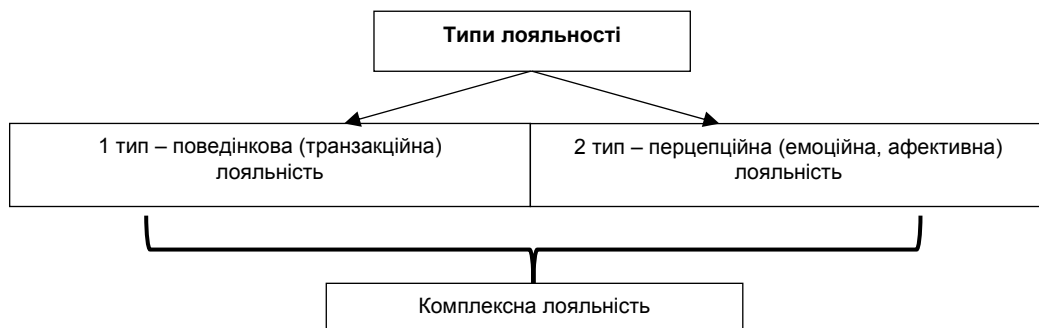 Типи лояльності
1 тип – поведінкова (транзакційна)
лояльність
2 тип – перцепційна (емоційна, афективна)
лояльність
Комплексна лояльність